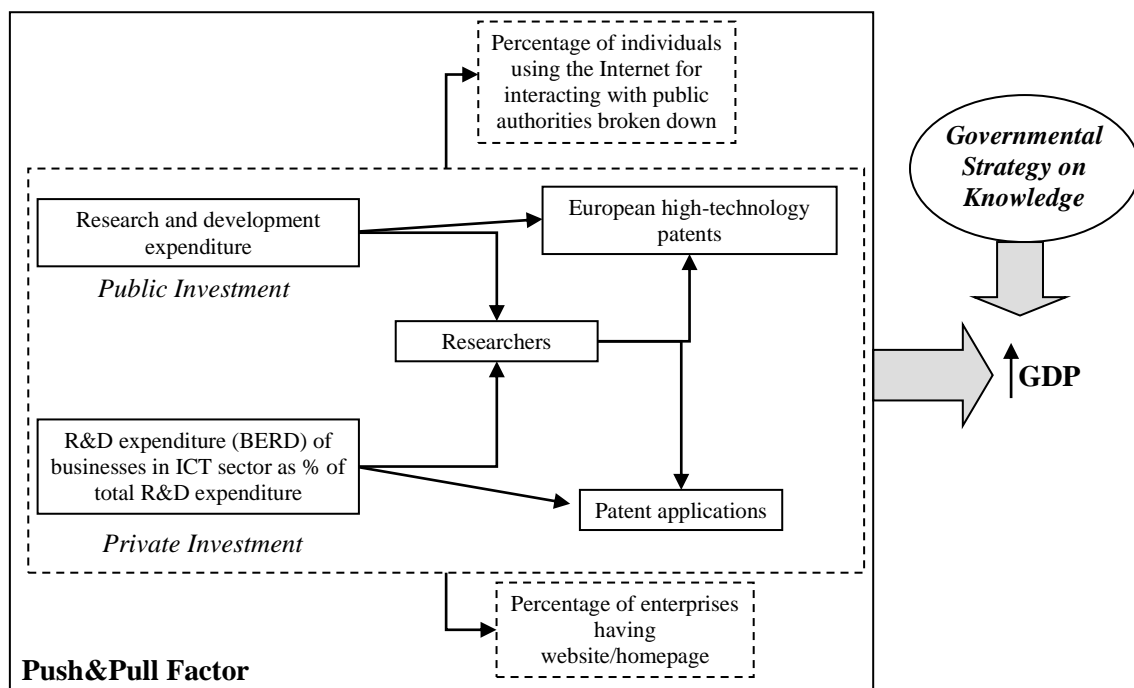 Percentage of individuals
using the Internet for
interacting with public
authorities broken down
Governmental
Strategy on
Knowledge
Research and development
expenditure
European high-technology
patents
Public Investment
Researchers
GDP
R&D expenditure (BERD) of
businesses in ICT sector as % of
total R&D expenditure
Patent applications
Private Investment
Percentage of enterprises
having
website/homepage
Push&Pull Factor